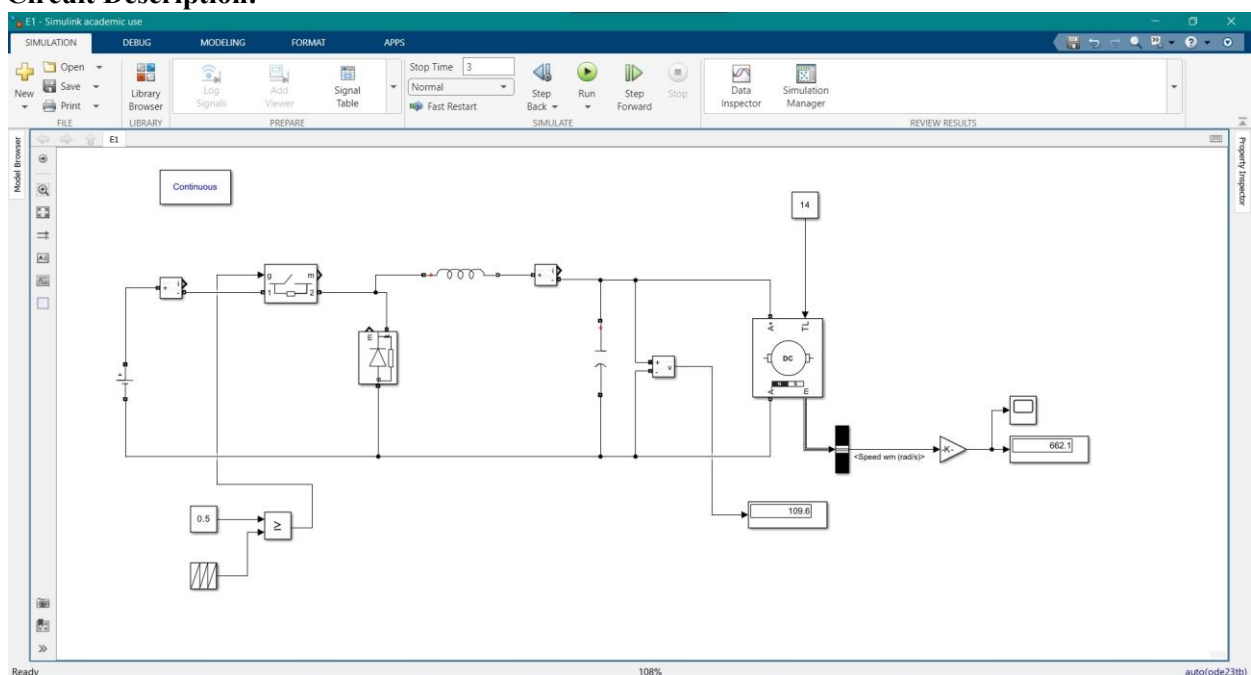 Circuit Description:
E1 - Simulink academic use
SIMULATION DEBUG MODELING FORMAT APPS
New
Open
Save
Print
FILE
Library
Browser
LIBRARY
Log
Signals
Add
Viewer
Signal
Table
PREPARE
Stop Time 3
Normal
Fast Restart
Step
Back
Run
Step
Forward
Stop
SIMULATE
Data
Inspector
Simulation
Manager
REVIEW RESULTS
Model Browser
E1
Property Inspector
Continuous
14
+ i -
g m
1 2
+ i -
m
A+ TL
DC
A- E
+ v -
<Speed wm (rad/s)>
-K-
662.1
109.6
0.5
≥
Ready
108%
auto(ode23tb)